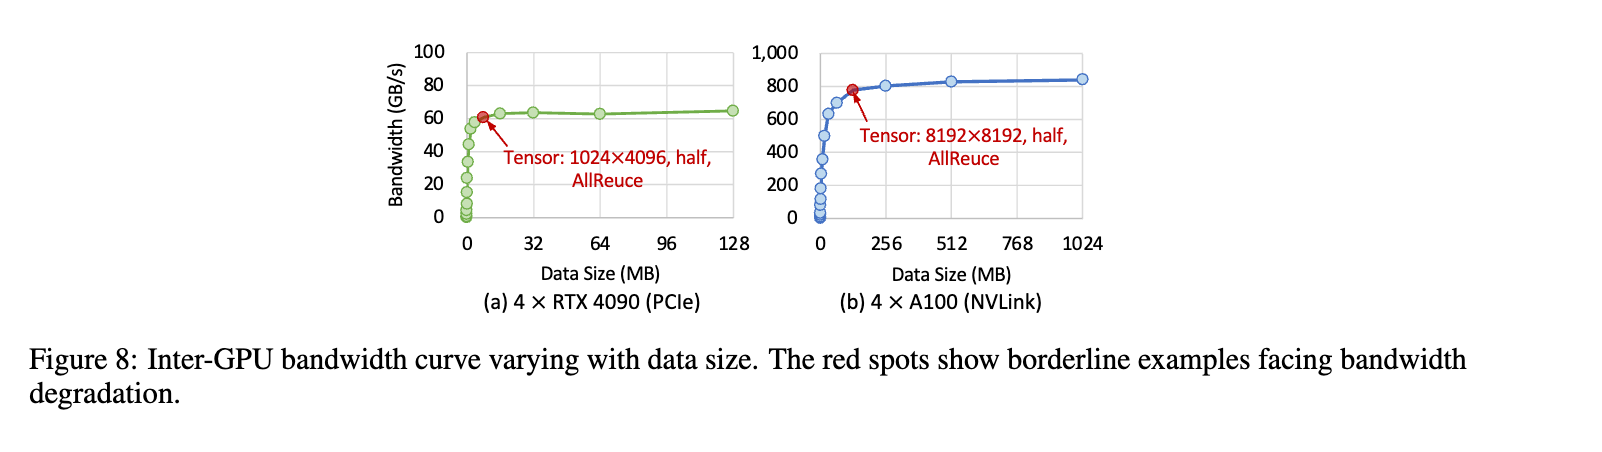 Bandwidth (GB/s)
100
80
60
40
20
0
Tensor: 1024×4096, half,
AllReuce
0 32 64 96 128
Data Size (MB)
(a) 4 × RTX 4090 (PCIe)
1,000
800
600
400
200
0
Tensor: 8192×8192, half,
AllReuce
0 256 512 768 1024
Data Size (MB)
(b) 4 × A100 (NVLink)
Figure 8: Inter-GPU bandwidth curve varying with data size. The red spots show borderline examples facing bandwidth
degradation.